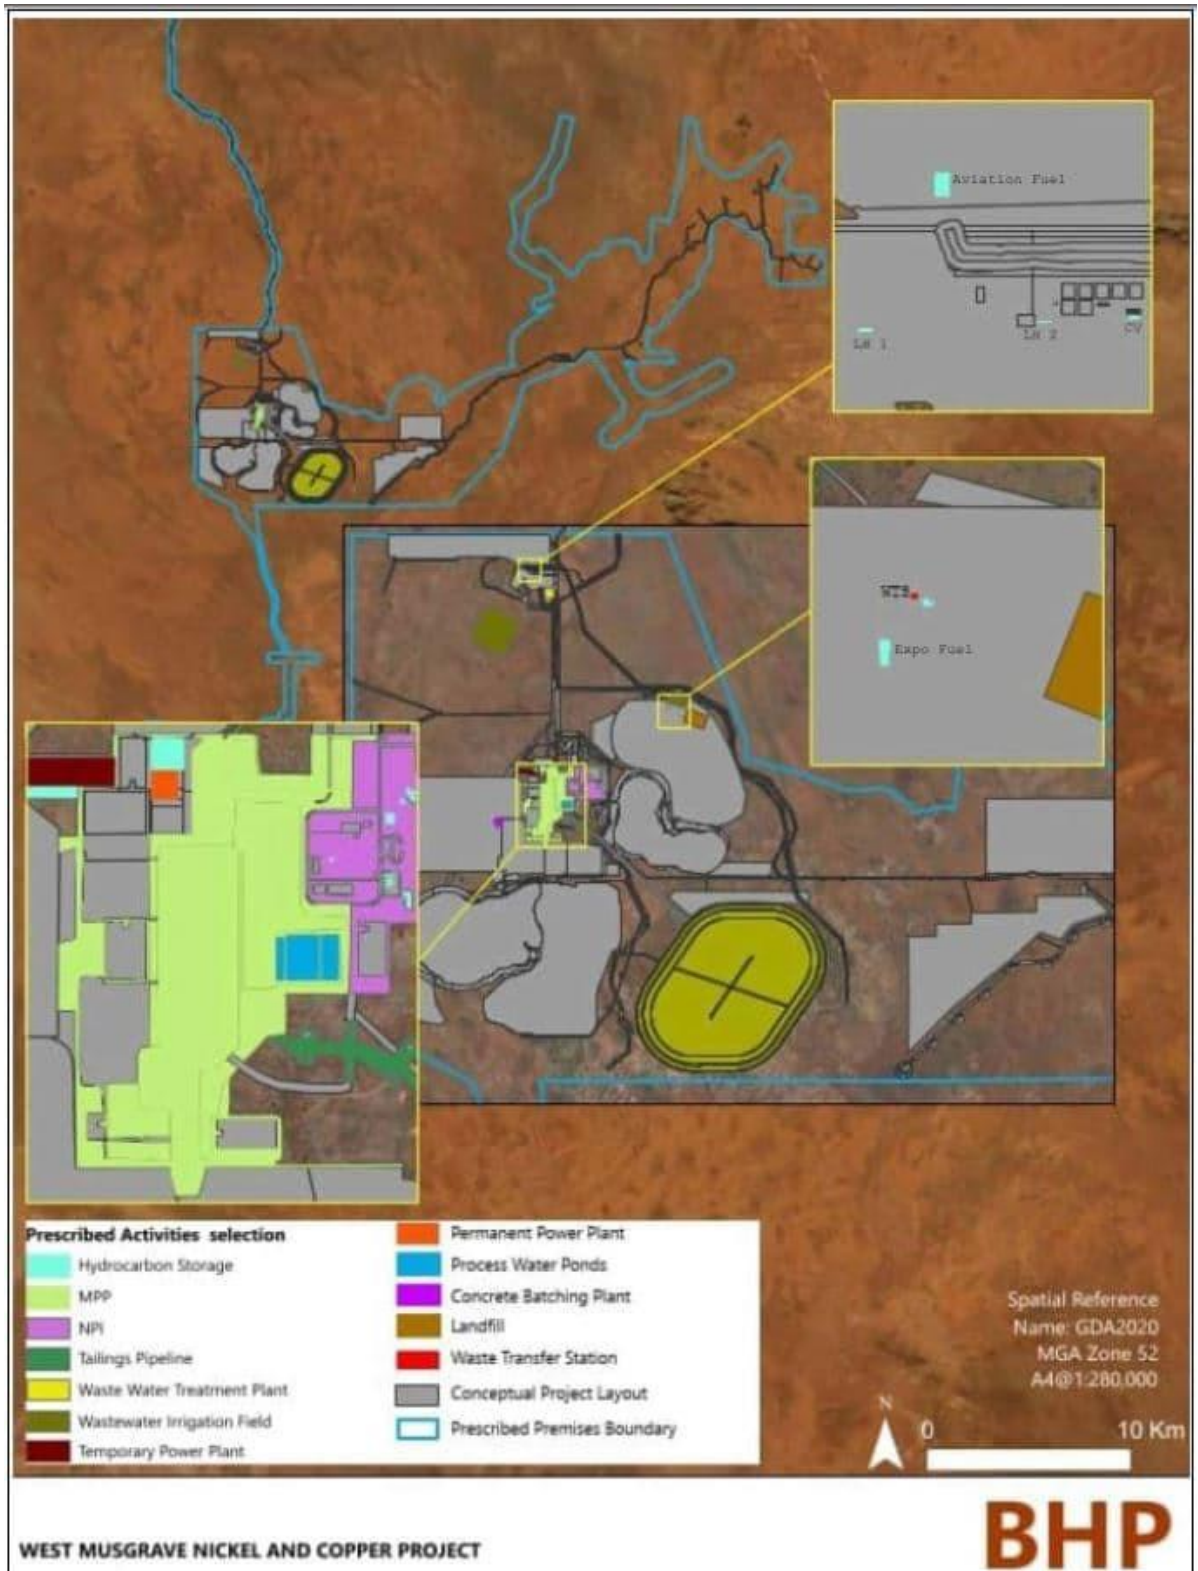 Aviation Fuel
LH 1
LH 2
CV
WTS
Expo Fuel
Prescribed Activities selection
Hydrocarbon Storage
MPP
NPI
Tailings Pipeline
Waste Water Treatment Plant
Wastewater Irrigation Field
Temporary Power Plant
Permanent Power Plant
Process Water Ponds
Concrete Batching Plant
Landfill
Waste Transfer Station
Conceptual Project Layout
Prescribed Premises Boundary
Spatial Reference
Name: GDA2020
MGA Zone 52
A4@1:280,000
N
0 10 Km
WEST MUSGRAVE NICKEL AND COPPER PROJECT
BHP